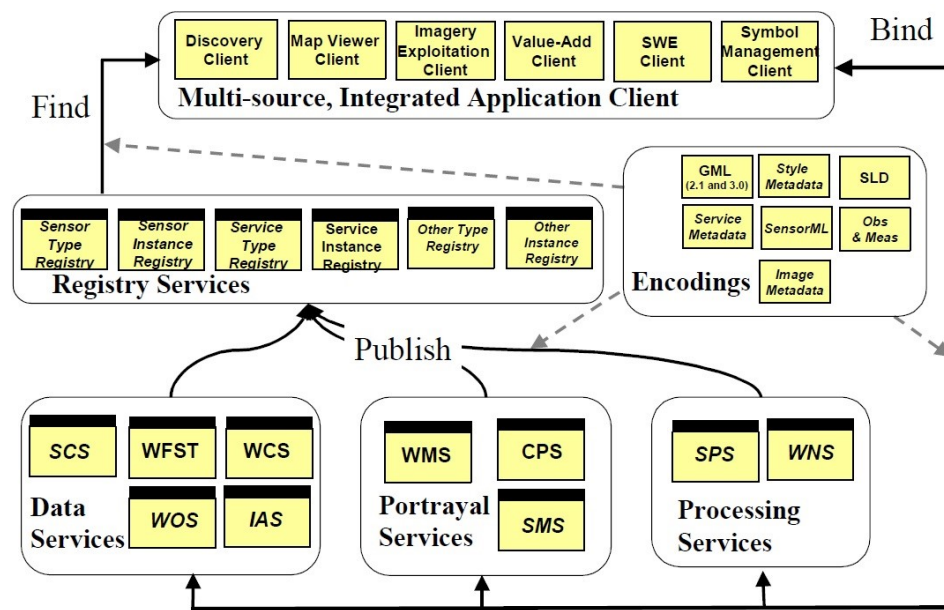 Discovery
Client
Map Viewer
Client
Imagery
Exploitation
Client
Value-Add
Client
SWE
Client
Symbol
Management
Client
Multi-source, Integrated Application Client
Bind
Find
GML
(2.1 and 3.0)
Style
Metadata
SLD
Service
Metadata
SensorML
Obs
& Meas
Image
Metadata
Encodings
Sensor
Type
Registry
Sensor
Instance
Registry
Service
Type
Registry
Service
Instance
Registry
Other Type
Registry
Other
Instance
Registry
Registry Services
Publish
SCS
WFST
WCS
WOS
IAS
Data
Services
WMS
CPS
SMS
Portrayal
Services
SPS
WNS
Processing
Services